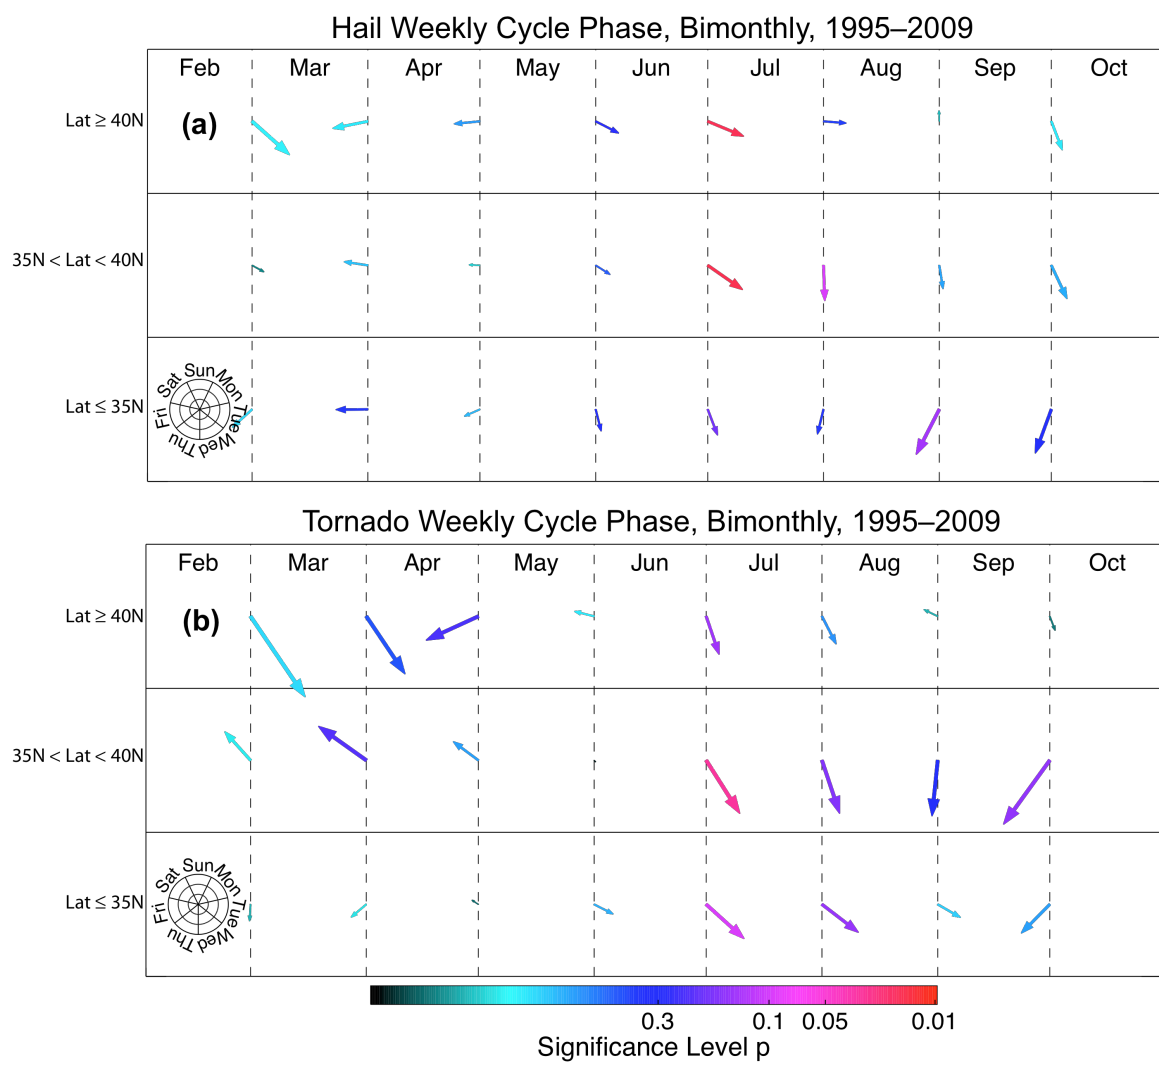 Hail Weekly Cycle Phase, Bimonthly, 1995–2009
Feb Mar Apr May Jun Jul Aug Sep Oct
Lat ≥ 40N
(a)
35N < Lat < 40N
Lat ≤ 35N
Sun Mon Tue Wed Thu Fri Sat
Tornado Weekly Cycle Phase, Bimonthly, 1995–2009
Feb Mar Apr May Jun Jul Aug Sep Oct
Lat ≥ 40N
(b)
35N < Lat < 40N
Lat ≤ 35N
Sun Mon Tue Wed Thu Fri Sat
0.3 0.1 0.05 0.01
Significance Level p